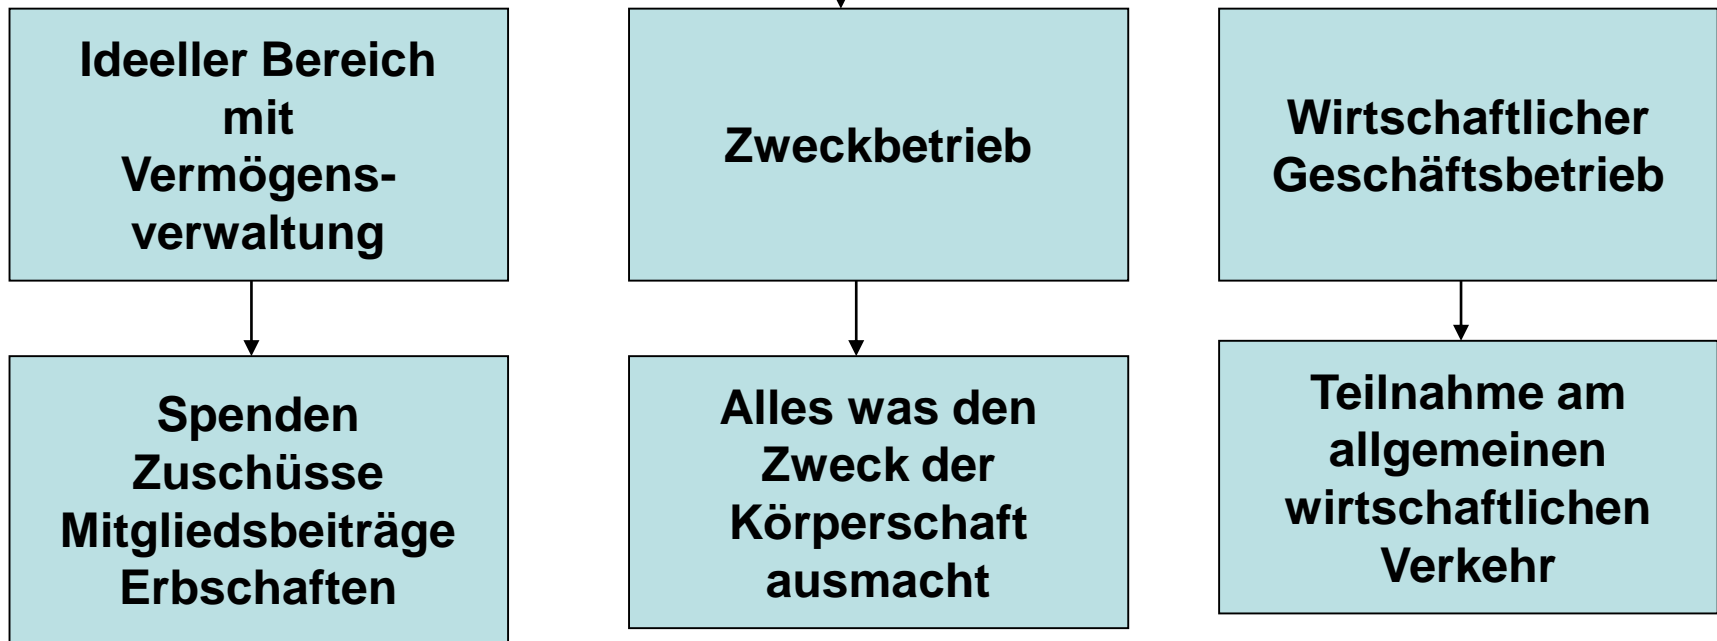 Ideeller Bereich
mit
Vermögens-
verwaltung
Zweckbetrieb
Wirtschaftlicher
Geschäftsbetrieb
Spenden
Zuschüsse
Mitgliedsbeiträge
Erbschaften
Alles was den
Zweck der
Körperschaft
ausmacht
Teilnahme am
allgemeinen
wirtschaftlichen
Verkehr